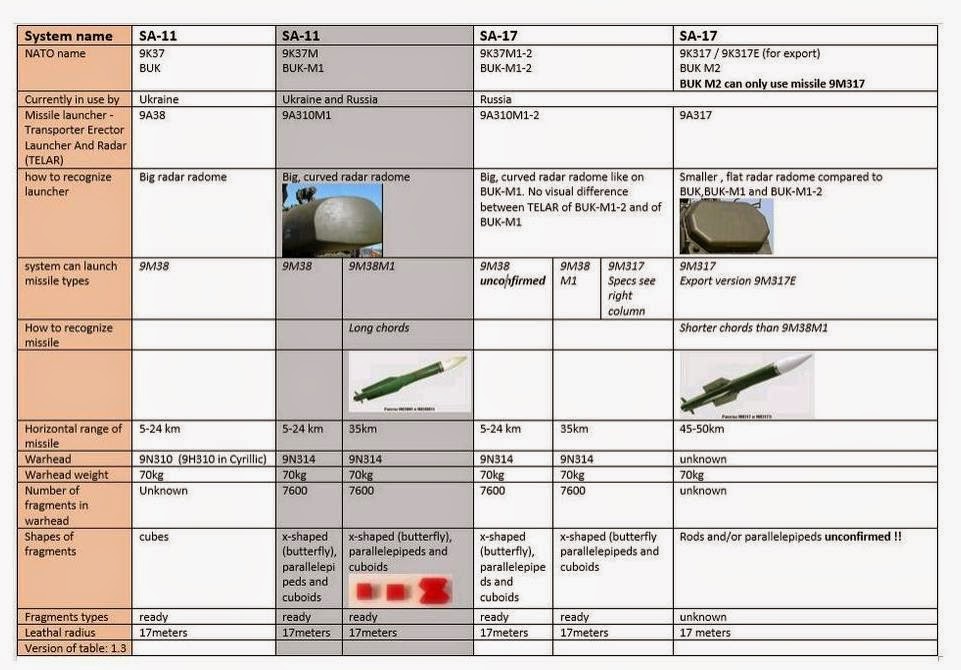 System name SA-11 SA-11 SA-17 SA-17
NATO name 9K37 9K37M 9K37M1-2 9K317 / 9K317E (for export)
BUK BUK-M1 BUK-M1-2 BUK M2
BUK M2 can only use missile 9M317
Currently in use by Ukraine Ukraine and Russia Russia
Missile launcher - 9A38 9A310M1 9A310M1-2 9A317
Transporter Erector
Launcher And Radar
(TELAR)
how to recognize Big radar radome Big, curved radar radome Big, curved radar radome like on Smaller , flat radar radome compared to
launcher BUK-M1. No visual difference BUK,BUK-M1 and BUK-M1-2
between TELAR of BUK-M1-2 and of
BUK-M1
system can launch 9M38 9M38 9M38M1 9M38 9M38 9M317 9M317
missile types unconfirmed M1 Specs see Export version 9M317E
right
column
How to recognize Long chords Shorter chords than 9M38M1
missile
Horizontal range of 5-24 km 5-24 km 35km 5-24 km 35km 45-50km
missile
Warhead 9N310 (9H310 in Cyrillic) 9N314 9N314 9N314 9N314 unknown
Warhead weight 70kg 70kg 70kg 70kg 70kg 70kg
Number of Unknown 7600 7600 7600 7600 unknown
fragments in
warhead
Shapes of cubes x-shaped x-shaped (butterfly), x-shaped x-shaped (butterfly Rods and/or parallelepipeds unconfirmed !!
fragments (butterfly), parallelepipeds and (butterfly), parallelepipeds and
parallelepi cuboids parallelepipe cuboids
peds and ds and
cuboids cuboids
Fragments types ready ready ready ready ready unknown
Leathal radius 17meters 17meters 17meters 17meters 17meters 17 meters
Version of table: 1.3